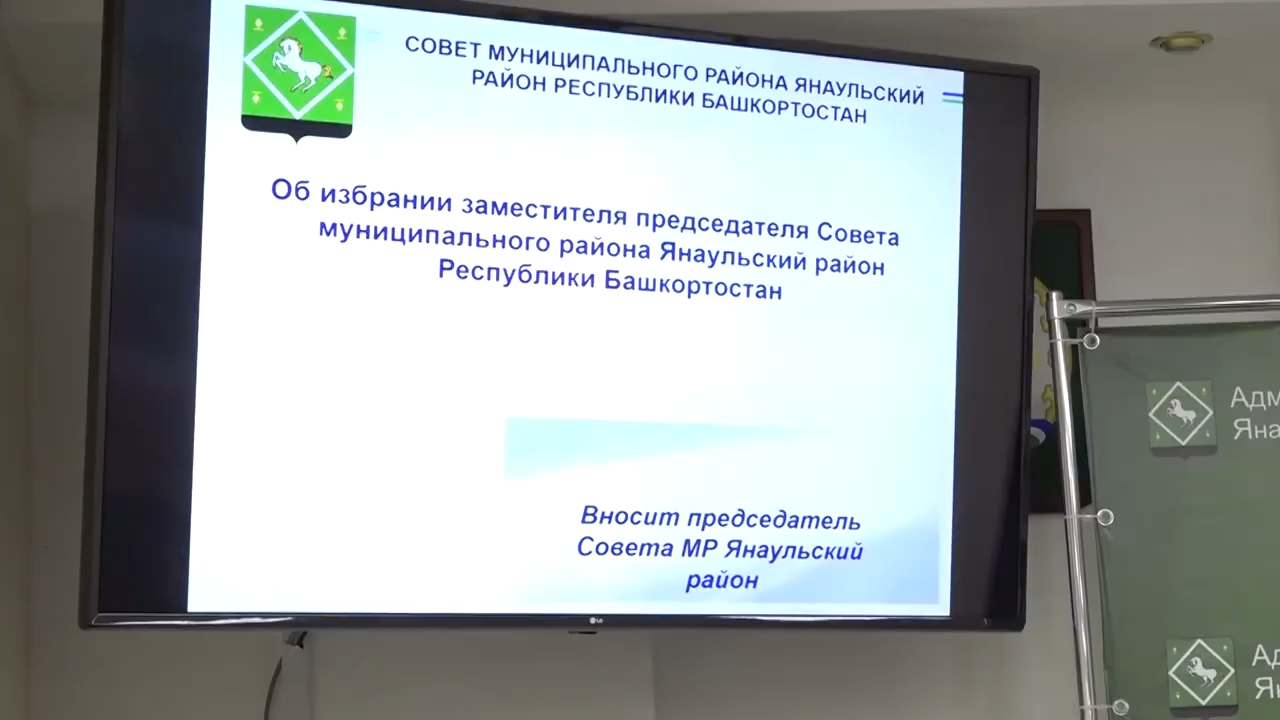 СОВЕТ МУНИЦИПАЛЬНОГО РАЙОНА ЯНАУЛЬСКИЙ
РАЙОН РЕСПУБЛИКИ БАШКОРТОСТАН
Об избрании заместителя председателя Совета
муниципального района Янаульский район
Республики Башкортостан
Вносит председатель
Совета МР Янаульский
район
LG